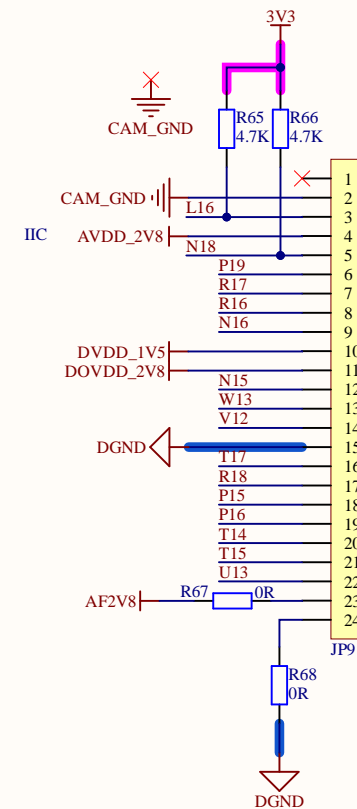 3V3
R65
R66
4.7K
4.7K
CAM_GND
1
CAM_GND
2
L16
3
IIC
AVDD_2V8
4
N18
5
P19
6
R17
7
R16
8
N16
9
DVDD_1V5
10
DOVDD_2V8
11
N15
12
W13
13
V12
14
DGND
15
T17
16
R18
17
P15
18
P16
19
T14
20
T15
21
U13
22
AF2V8
R67
0R
23
24
JP9
R68
0R
DGND